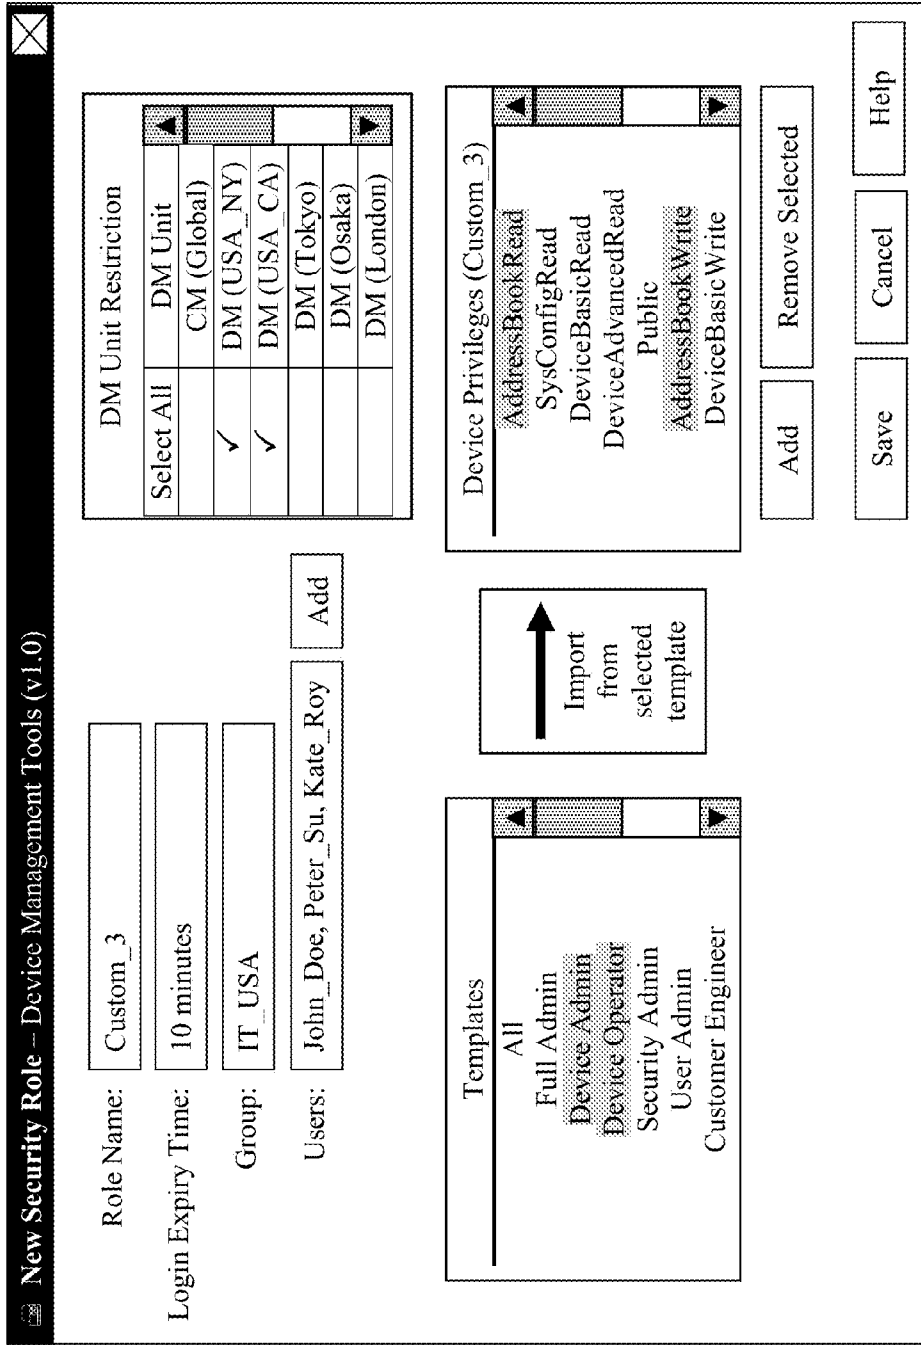 New Security Role – Device Management Tools (v1.0)
Role Name: Custom_3
Login Expiry Time: 10 minutes
Group: IT_USA
Users: John_Doe, Peter_Su, Kate_Roy Add
DM Unit Restriction
Select All DM Unit
CM (Global)
✓ DM (USA_NY)
✓ DM (USA_CA)
DM (Tokyo)
DM (Osaka)
DM (London)
Templates
All
Full Admin
Device Admin
Device Operator
Security Admin
User Admin
Customer Engineer
Import
from
selected
template
Device Privileges (Custom_3)
AddressBookRead
SysConfigRead
DeviceBasicRead
DeviceAdvancedRead
Public
AddressBookWrite
DeviceBasicWrite
Add Remove Selected
Save Cancel Help